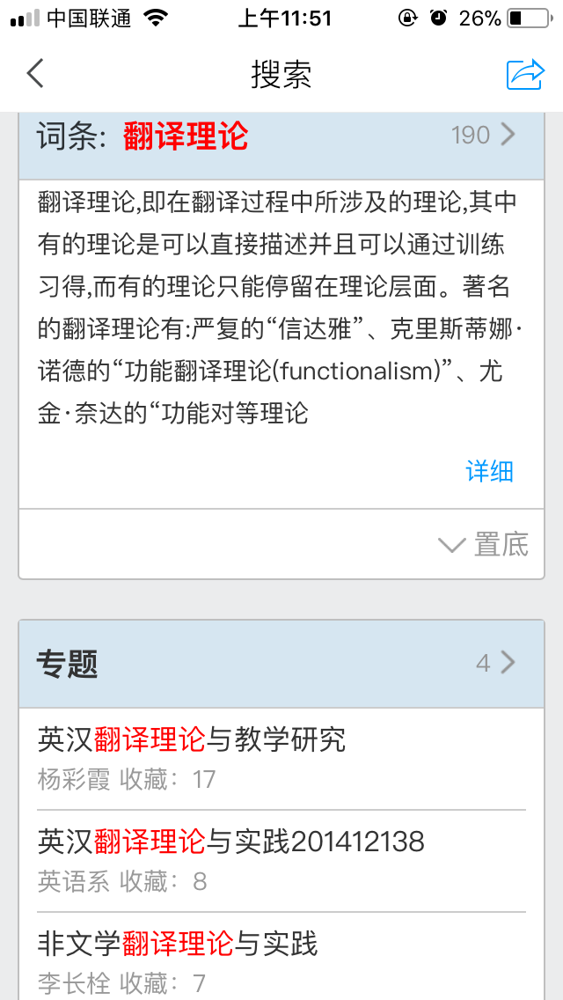 中国联通 上午11:51 26%
搜索
词条: 翻译理论 190
翻译理论,即在翻译过程中所涉及的理论,其中
有的理论是可以直接描述并且可以通过训练
习得,而有的理论只能停留在理论层面。著名
的翻译理论有:严复的“信达雅”、克里斯蒂娜·
诺德的“功能翻译理论(functionalism)”、尤
金·奈达的“功能对等理论
详细
置底
专题 4
英汉翻译理论与教学研究
杨彩霞 收藏：17
英汉翻译理论与实践201412138
英语系 收藏：8
非文学翻译理论与实践
李长栓 收藏：7